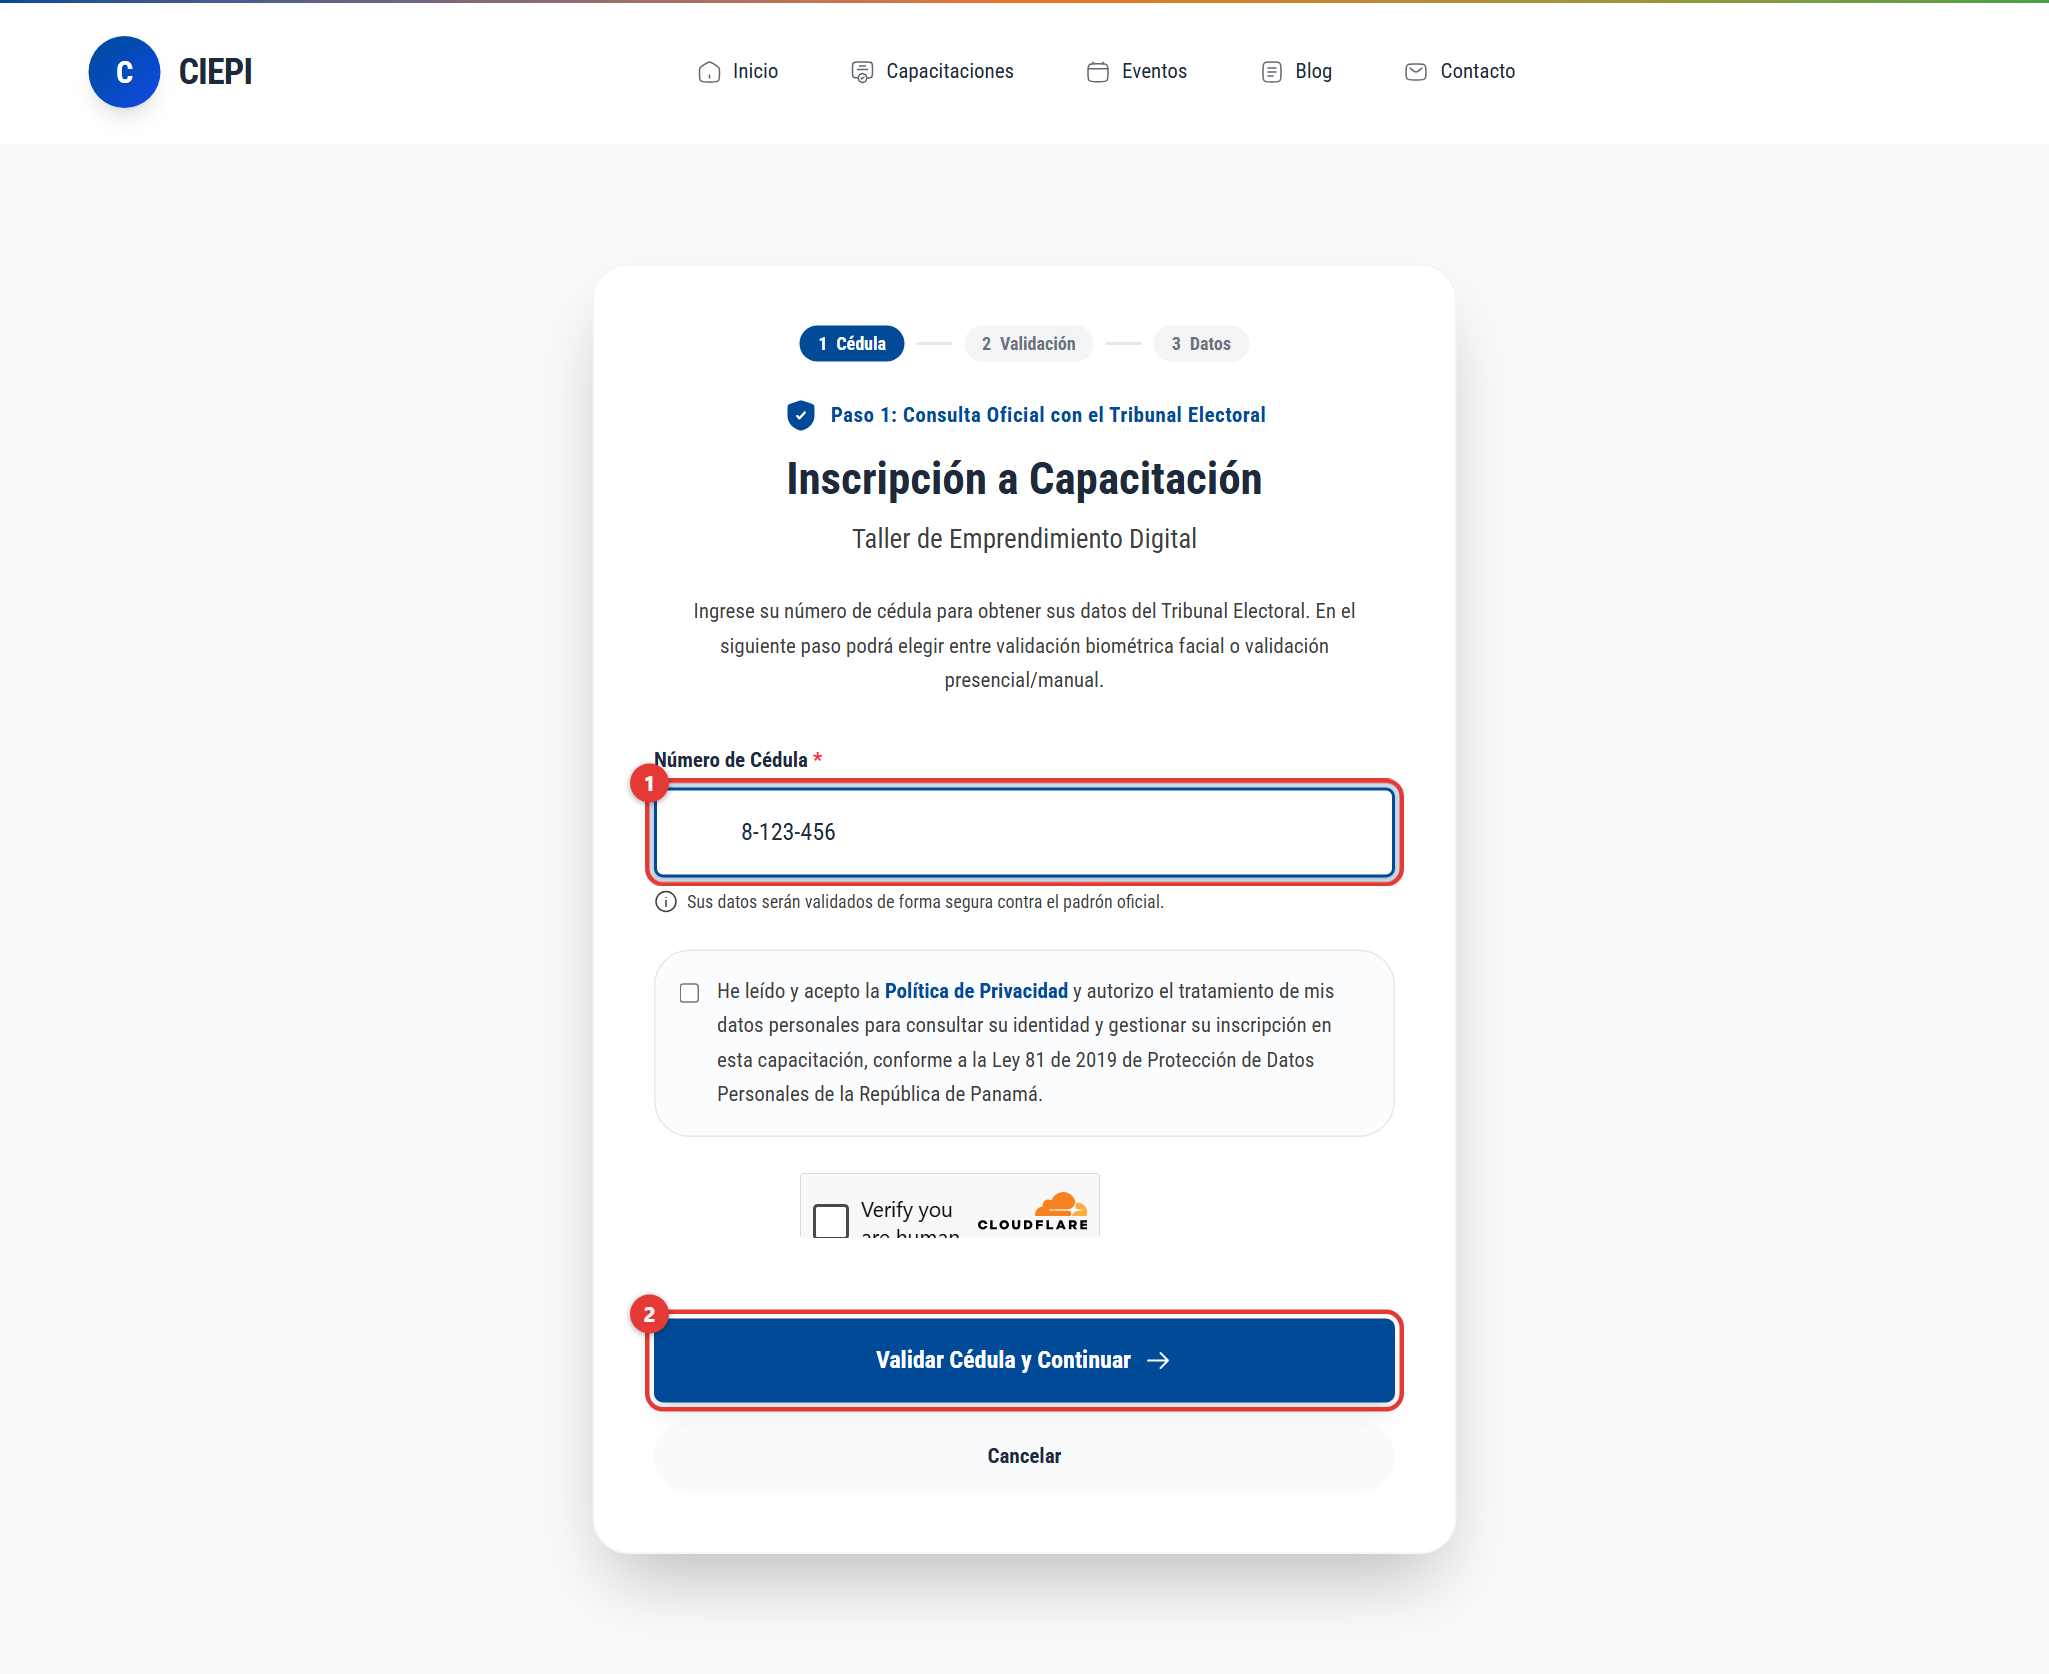 C CIEPI
Inicio
Capacitaciones
Eventos
Blog
Contacto
1 Cédula
2 Validación
3 Datos
Paso 1: Consulta Oficial con el Tribunal Electoral
Inscripción a Capacitación
Taller de Emprendimiento Digital
Ingrese su número de cédula para obtener sus datos del Tribunal Electoral. En el
siguiente paso podrá elegir entre validación biométrica facial o validación
presencial/manual.
Número de Cédula *
1
8-123-456
Sus datos serán validados de forma segura contra el padrón oficial.
He leído y acepto la Política de Privacidad y autorizo el tratamiento de mis
datos personales para consultar su identidad y gestionar su inscripción en
esta capacitación, conforme a la Ley 81 de 2019 de Protección de Datos
Personales de la República de Panamá.
Verify you
are human
CLOUDFLARE
2
Validar Cédula y Continuar
Cancelar